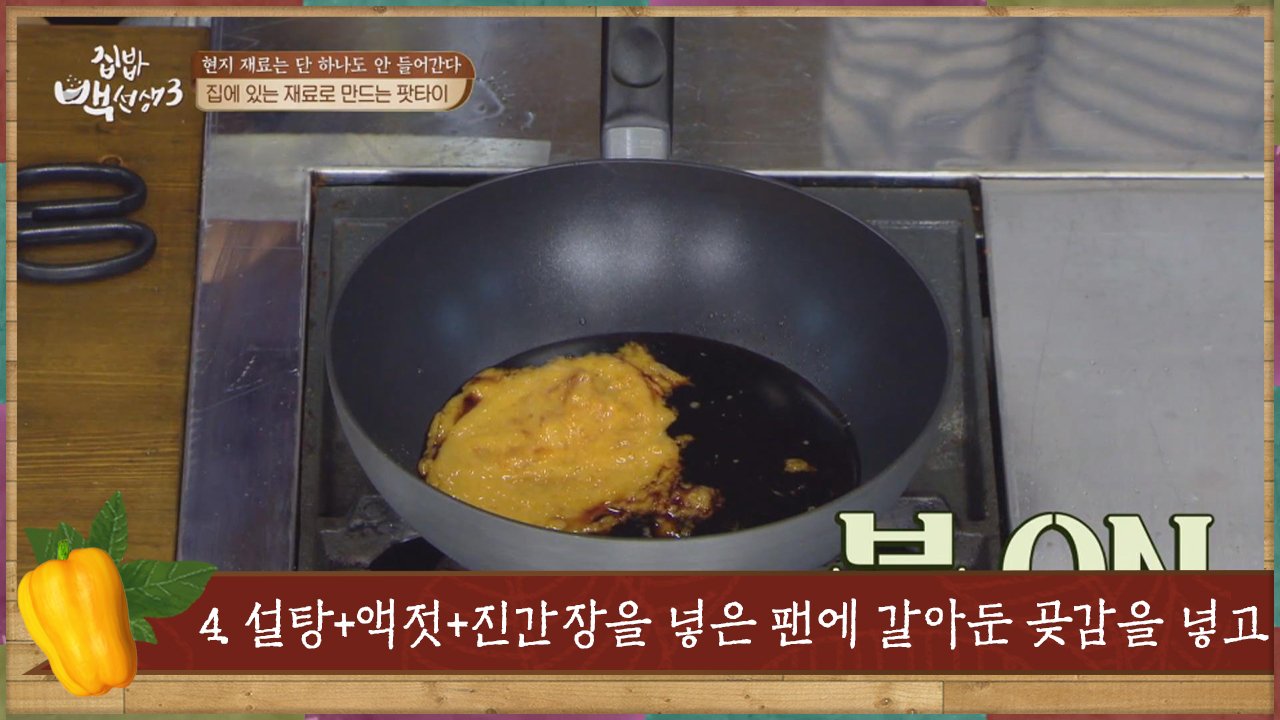 집밥
백선생3
현지 재료는 단 하나도 안 들어간다
집에 있는 재료로 만드는 팟타이
불 ON
4. 설탕+액젓+진간장을 넣은 팬에 갈아둔 곶감을 넣고